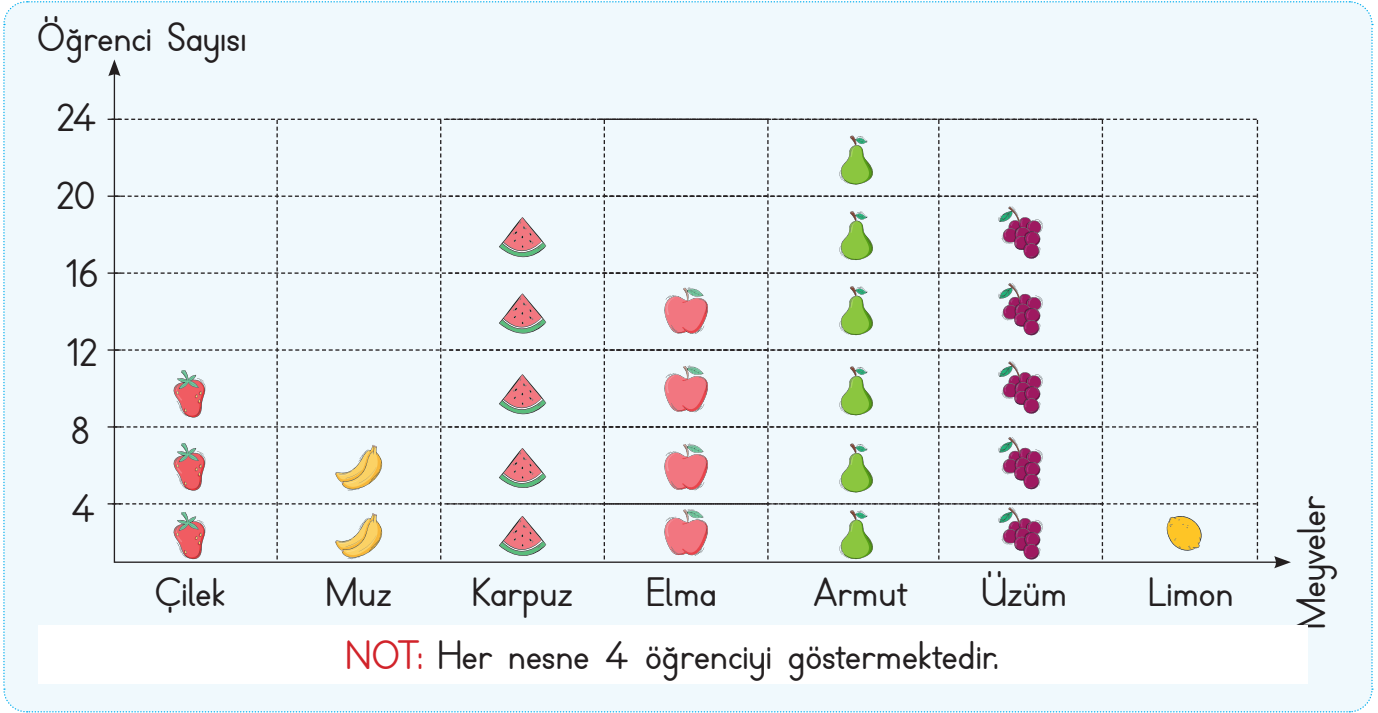 Öğrenci Sayısı
24
20
16
12
8
4
Çilek Muz Karpuz Elma Armut Üzüm Limon
Meyveler
NOT: Her nesne 4 öğrenciyi göstermektedir.